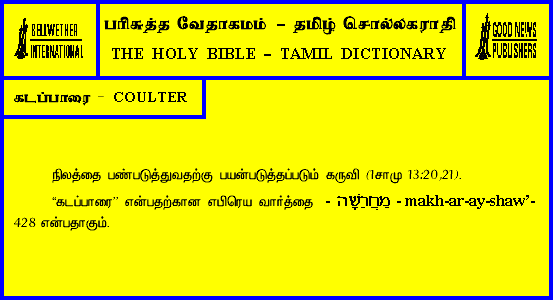 BELLWETHER
INTERNATIONAL
பரிசுத்த வேதாகமம் – தமிழ் சொல்லகராதி
THE HOLY BIBLE – TAMIL DICTIONARY
GOOD NEWS
PUBLISHERS
கடப்பாரை - COULTER
நிலத்தை பண்படுத்துவதற்கு பயன்படுத்தப்படும் கருவி (1சாமு 13:20,21).
“கடப்பாரை” என்பதற்கான எபிரெய வார்த்தை - מַחֲרֵשָׁה - makh-ar-ay-shaw’-
428 என்பதாகும்.